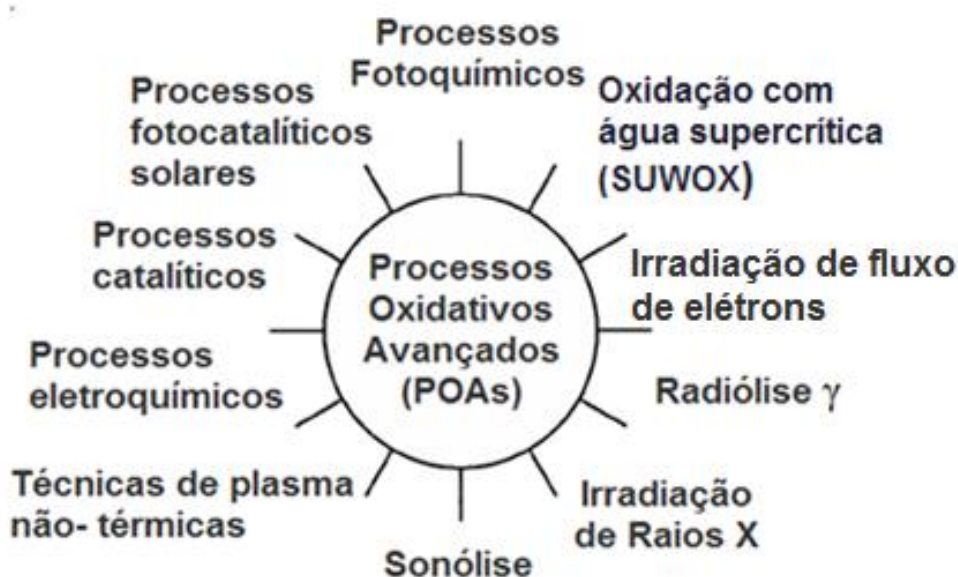 Processos
Fotoquímicos
Oxidação com
água supercrítica
(SUWOX)
Irradiação de fluxo
de elétrons
Radiólise γ
Irradiação
de Raios X
Sonólise
Técnicas de plasma
não- térmicas
Processos
eletroquímicos
Processos
catalíticos
Processos
fotocatalíticos
solares
Processos
Oxidativos
Avançados
(POAs)